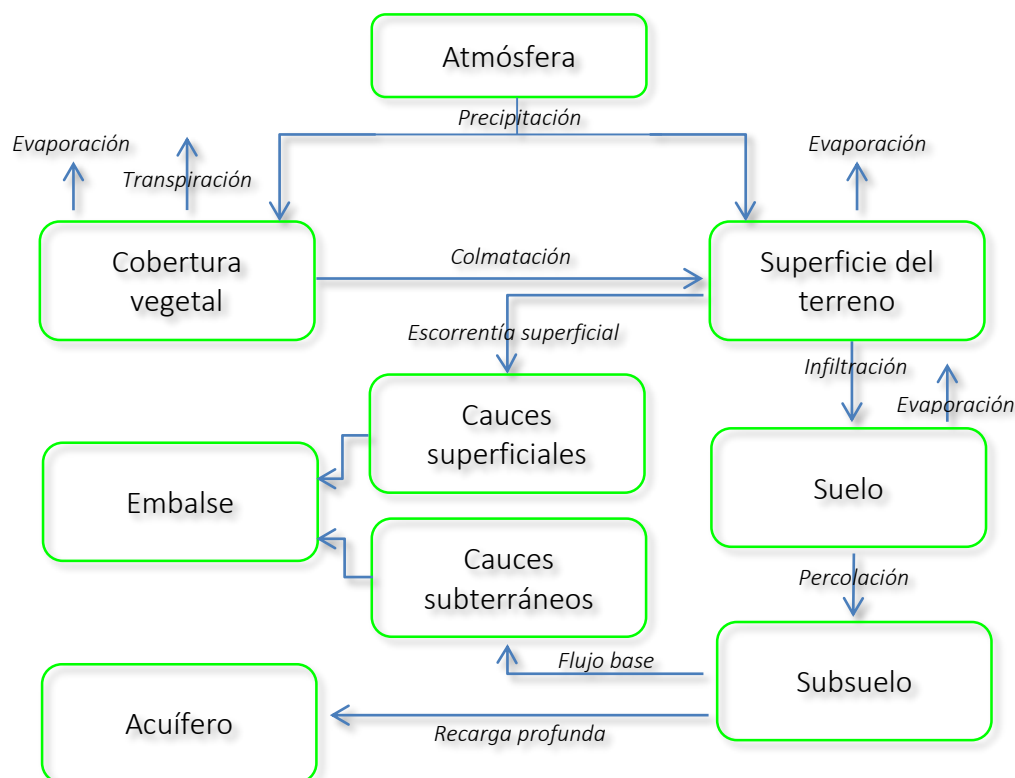 Atmósfera
Precipitación
Evaporación
Transpiración
Evaporación
Cobertura
vegetal
Colmatación
Superficie del
terreno
Escorrentía superficial
Infiltración
Evaporación
Cauces
superficiales
Embalse
Suelo
Cauces
subterráneos
Percolación
Flujo base
Subsuelo
Acuífero
Recarga profunda